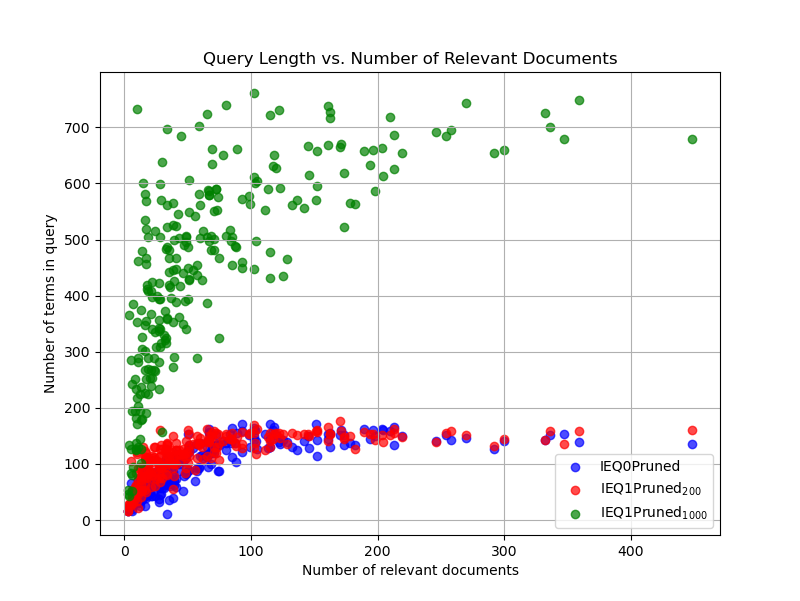 Query Length vs. Number of Relevant Documents
Number of terms in query
700
600
500
400
300
200
100
0
0 100 200 300 400
Number of relevant documents
IEQ0Pruned
IEQ1Pruned₂₀₀
IEQ1Pruned₁₀₀₀